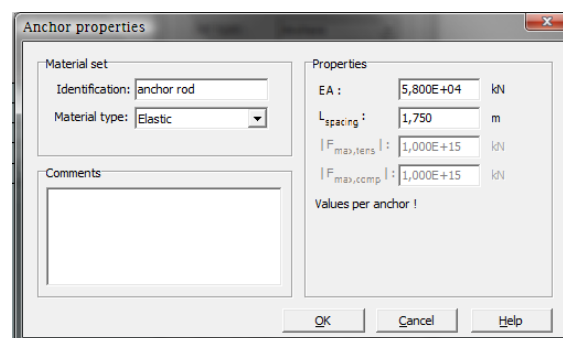 Anchor properties
Material set
Identification: anchor rod
Material type: Elastic
Comments
Properties
EA : 5,800E+04 kN
Lspacing : 1,750 m
|Fmax,tens| : 1,000E+15 kN
|Fmax,comp| : 1,000E+15 kN
Values per anchor !
OK Cancel Help